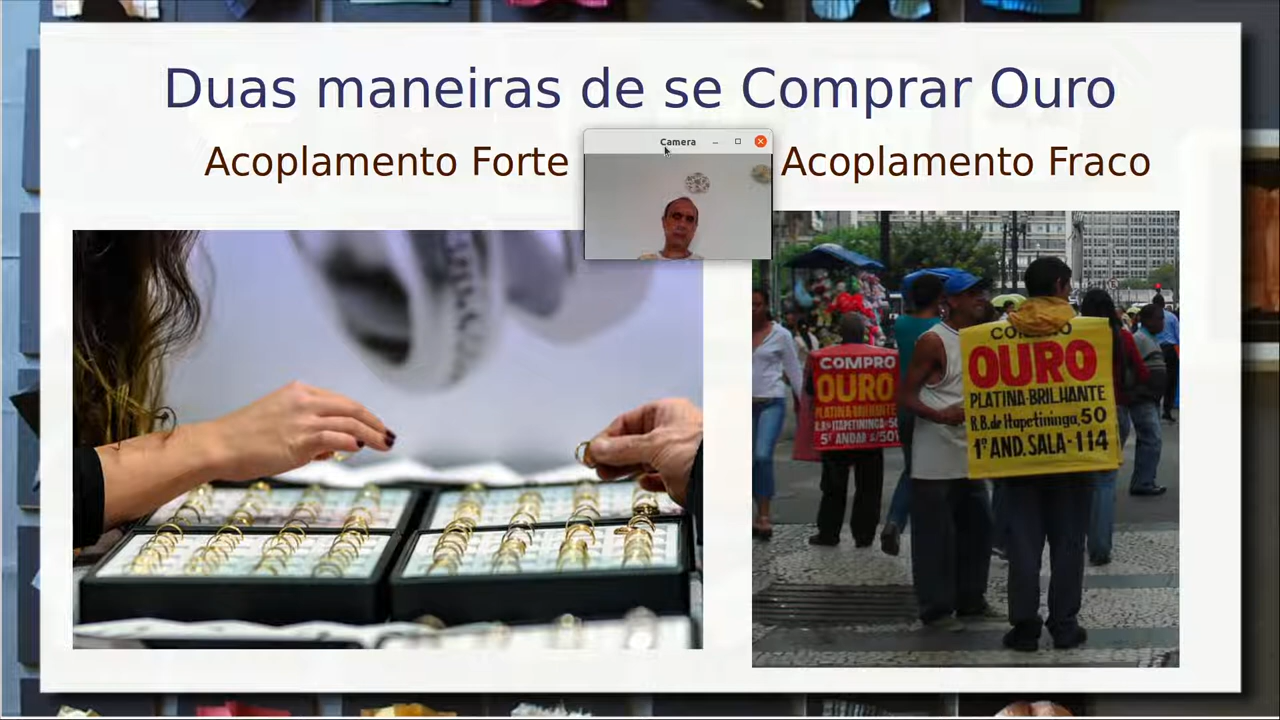 Duas maneiras de se Comprar Ouro
Acoplamento Forte
Camera
Acoplamento Fraco
COMPRO
OURO
PLATINA-BRILHANTE
5º ANDAR S/501
OURO
PLATINA-BRILHANTE
R.B.de Itapetininga,50
1º AND. SALA-114